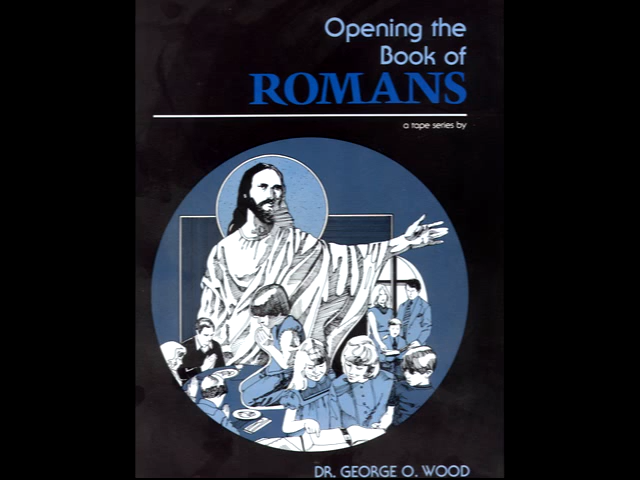 Opening the
Book of
ROMANS
a tape series by
DR. GEORGE O. WOOD